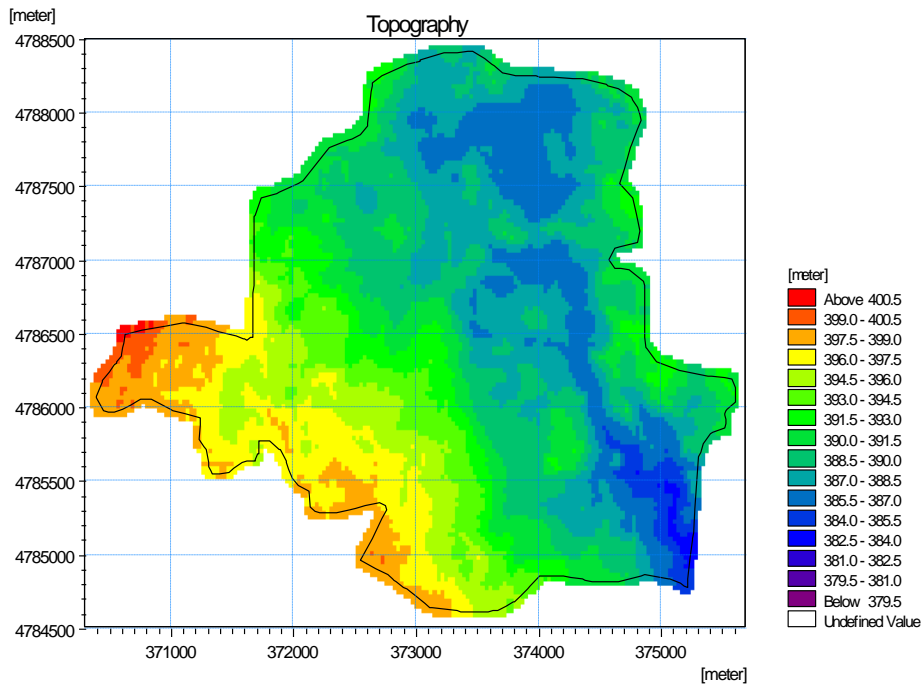 [meter]
Topography
4788500
4788000
4787500
4787000
4786500
4786000
4785500
4785000
4784500
371000 372000 373000 374000 375000
[meter]
[meter]
Above 400.5
399.0 - 400.5
397.5 - 399.0
396.0 - 397.5
394.5 - 396.0
393.0 - 394.5
391.5 - 393.0
390.0 - 391.5
388.5 - 390.0
387.0 - 388.5
385.5 - 387.0
384.0 - 385.5
382.5 - 384.0
381.0 - 382.5
379.5 - 381.0
Below 379.5
Undefined Value